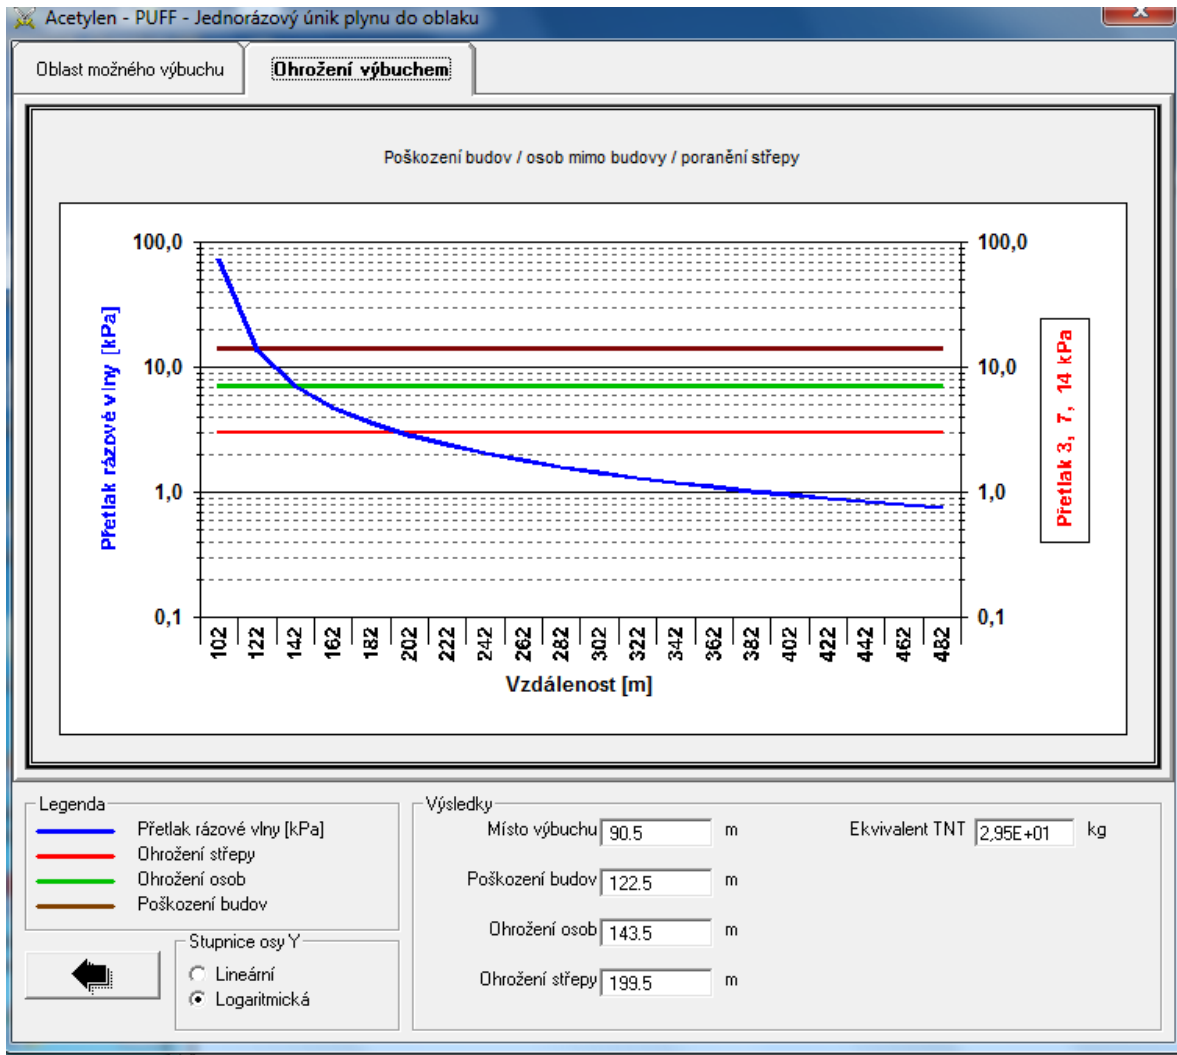 Acetylen - PUFF - Jednorázový únik plynu do oblaku
Oblast možného výbuchu
Ohrožení výbuchem
Poškození budov / osob mimo budovy / poranění střepy
100,0
10,0
1,0
0,1
Přetlak rázové vlny [kPa]
100,0
10,0
1,0
0,1
Přetlak 3, 7, 14 kPa
102 122 142 162 182 202 222 242 262 282 302 322 342 362 382 402 422 442 462 482
Vzdálenost [m]
Legenda
Přetlak rázové vlny [kPa]
Ohrožení střepy
Ohrožení osob
Poškození budov
Stupnice osy Y
Lineární
Logaritmická
Výsledky
Místo výbuchu 90.5 m
Ekvivalent TNT 2,95E+01 kg
Poškození budov 122.5 m
Ohrožení osob 143.5 m
Ohrožení střepy 199.5 m